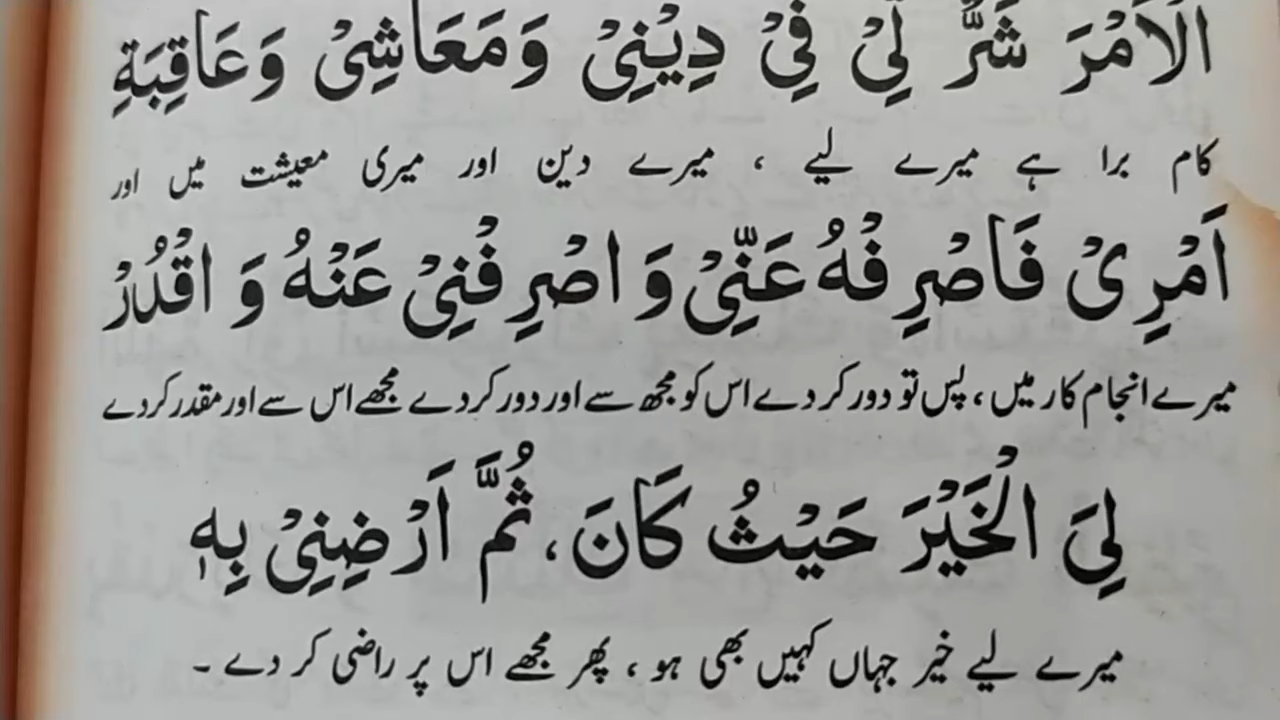 الْاَمْرَ شَرٌّ لِّيْ فِيْ دِيْنِيْ وَمَعَاشِيْ وَعَاقِبَةِ
کام برا ہے میرے لیے ، میرے دین اور میری معیشت میں اور
اَمْرِيْ فَاصْرِفْهُ عَنِّيْ وَاصْرِفْنِيْ عَنْهُ وَاقْدُرْ
میرے انجام کار میں ، پس تو دور کر دے اس کو مجھ سے اور دور کر دے مجھے اس سے اور مقدر کر دے
لِيَ الْخَيْرَ حَيْثُ كَانَ، ثُمَّ اَرْضِنِيْ بِهٖ
میرے لیے خیر جہاں کہیں بھی ہو ، پھر مجھے اس پر راضی کر دے ۔